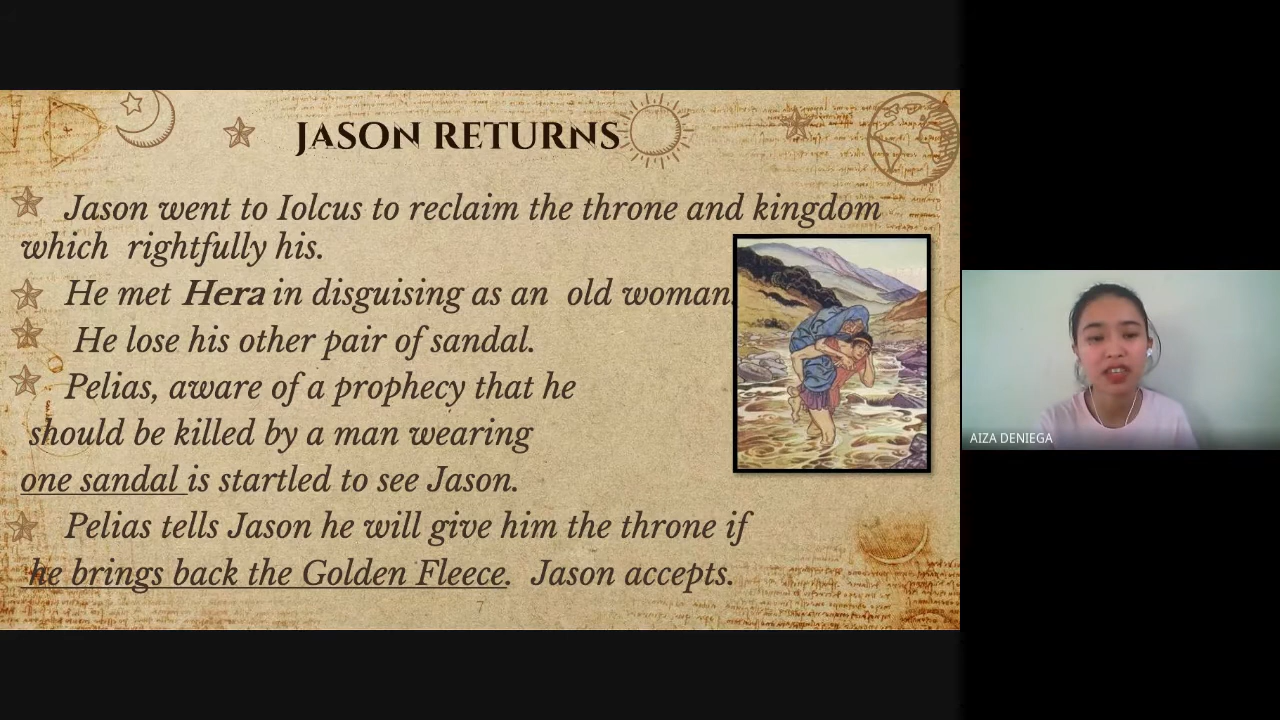 JASON RETURNS
Jason went to Iolcus to reclaim the throne and kingdom
which rightfully his.
He met Hera in disguising as an old woman.
He lose his other pair of sandal.
Pelias, aware of a prophecy that he
should be killed by a man wearing
one sandal is startled to see Jason.
Pelias tells Jason he will give him the throne if
he brings back the Golden Fleece. Jason accepts.
7
AIZA DENIEGA